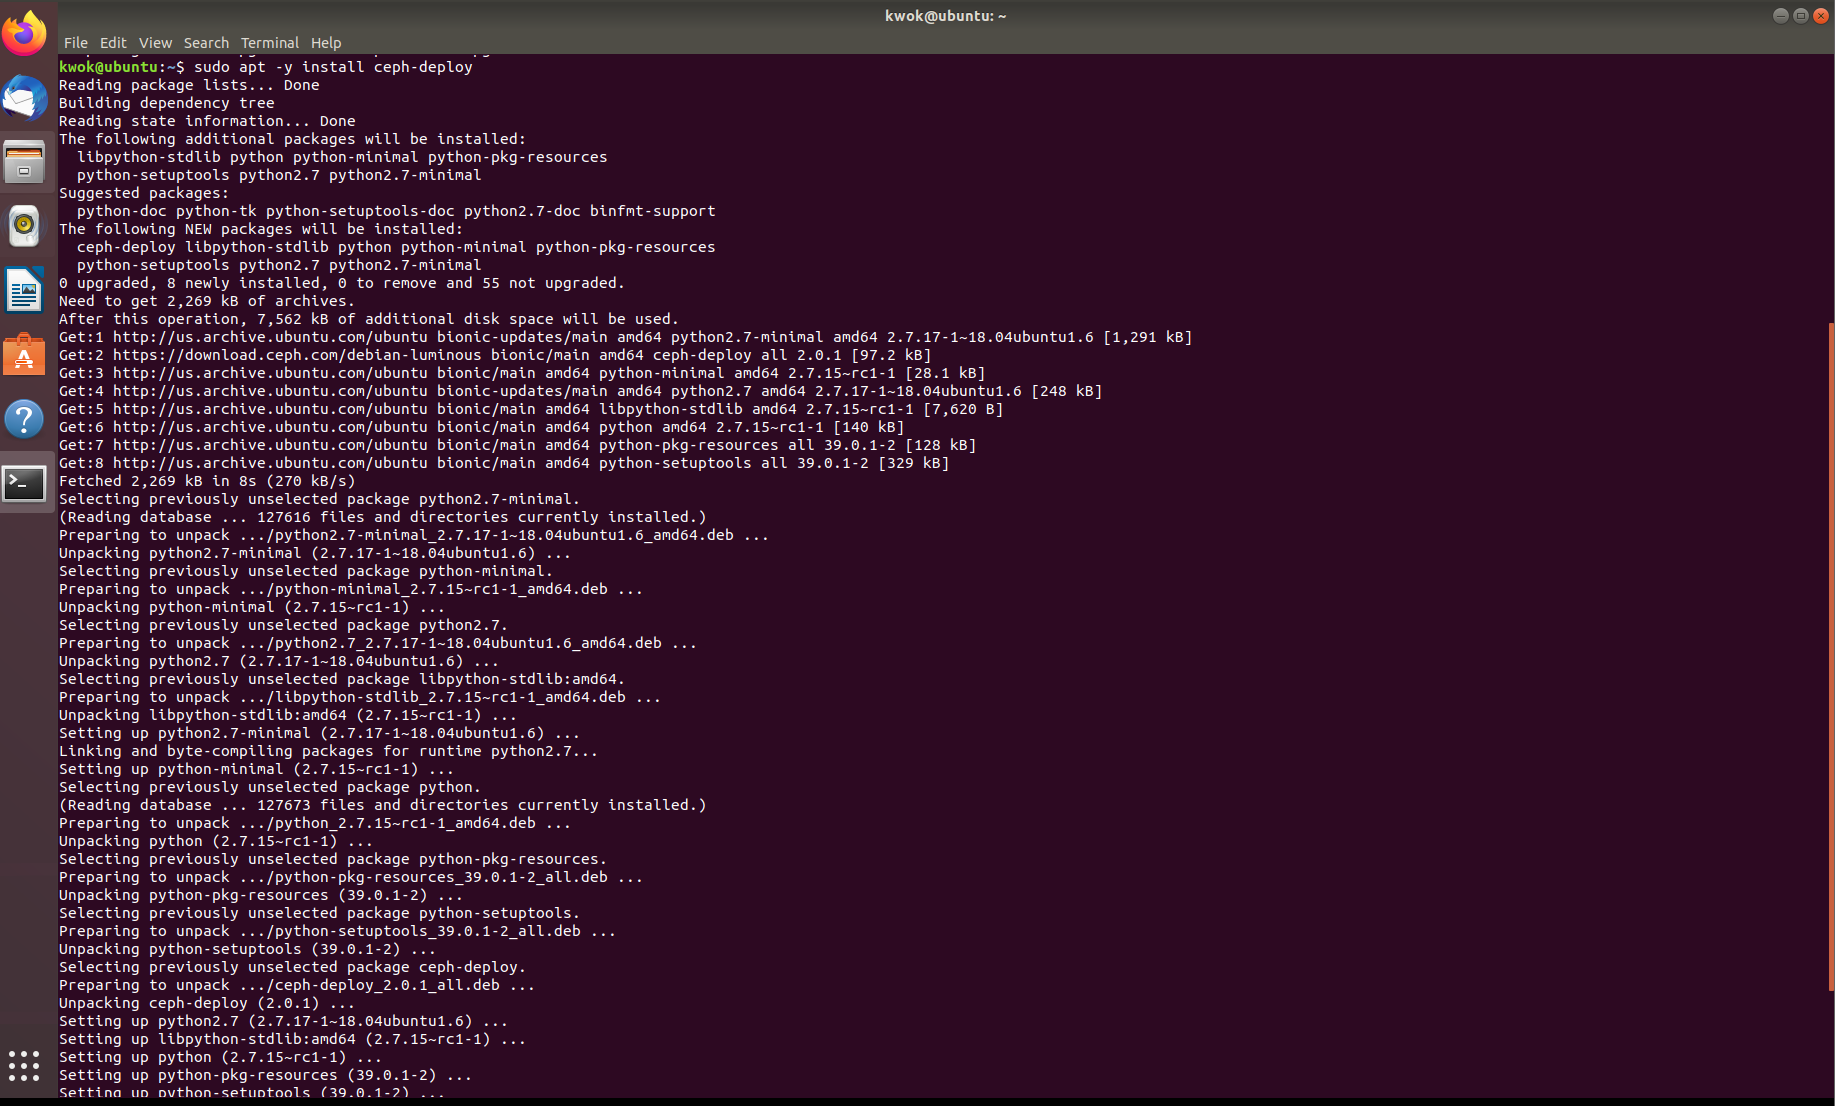 kwok@ubuntu: ~
File Edit View Search Terminal Help
kwok@ubuntu:~$ sudo apt -y install ceph-deploy
Reading package lists... Done
Building dependency tree
Reading state information... Done
The following additional packages will be installed:
  libpython-stdlib python python-minimal python-pkg-resources
  python-setuptools python2.7 python2.7-minimal
Suggested packages:
  python-doc python-tk python-setuptools-doc python2.7-doc binfmt-support
The following NEW packages will be installed:
  ceph-deploy libpython-stdlib python python-minimal python-pkg-resources
  python-setuptools python2.7 python2.7-minimal
0 upgraded, 8 newly installed, 0 to remove and 55 not upgraded.
Need to get 2,269 kB of archives.
After this operation, 7,562 kB of additional disk space will be used.
Get:1 http://us.archive.ubuntu.com/ubuntu bionic-updates/main amd64 python2.7-minimal amd64 2.7.17-1~18.04ubuntu1.6 [1,291 kB]
Get:2 https://download.ceph.com/debian-luminous bionic/main amd64 ceph-deploy all 2.0.1 [97.2 kB]
Get:3 http://us.archive.ubuntu.com/ubuntu bionic/main amd64 python-minimal amd64 2.7.15~rc1-1 [28.1 kB]
Get:4 http://us.archive.ubuntu.com/ubuntu bionic-updates/main amd64 python2.7 amd64 2.7.17-1~18.04ubuntu1.6 [248 kB]
Get:5 http://us.archive.ubuntu.com/ubuntu bionic/main amd64 libpython-stdlib amd64 2.7.15~rc1-1 [7,620 B]
Get:6 http://us.archive.ubuntu.com/ubuntu bionic/main amd64 python amd64 2.7.15~rc1-1 [140 kB]
Get:7 http://us.archive.ubuntu.com/ubuntu bionic/main amd64 python-pkg-resources all 39.0.1-2 [128 kB]
Get:8 http://us.archive.ubuntu.com/ubuntu bionic/main amd64 python-setuptools all 39.0.1-2 [329 kB]
Fetched 2,269 kB in 8s (270 kB/s)
Selecting previously unselected package python2.7-minimal.
(Reading database ... 127616 files and directories currently installed.)
Preparing to unpack .../python2.7-minimal_2.7.17-1~18.04ubuntu1.6_amd64.deb ...
Unpacking python2.7-minimal (2.7.17-1~18.04ubuntu1.6) ...
Selecting previously unselected package python-minimal.
Preparing to unpack .../python-minimal_2.7.15~rc1-1_amd64.deb ...
Unpacking python-minimal (2.7.15~rc1-1) ...
Selecting previously unselected package python2.7.
Preparing to unpack .../python2.7_2.7.17-1~18.04ubuntu1.6_amd64.deb ...
Unpacking python2.7 (2.7.17-1~18.04ubuntu1.6) ...
Selecting previously unselected package libpython-stdlib:amd64.
Preparing to unpack .../libpython-stdlib_2.7.15~rc1-1_amd64.deb ...
Unpacking libpython-stdlib:amd64 (2.7.15~rc1-1) ...
Setting up python2.7-minimal (2.7.17-1~18.04ubuntu1.6) ...
Linking and byte-compiling packages for runtime python2.7...
Setting up python-minimal (2.7.15~rc1-1) ...
Selecting previously unselected package python.
(Reading database ... 127673 files and directories currently installed.)
Preparing to unpack .../python_2.7.15~rc1-1_amd64.deb ...
Unpacking python (2.7.15~rc1-1) ...
Selecting previously unselected package python-pkg-resources.
Preparing to unpack .../python-pkg-resources_39.0.1-2_all.deb ...
Unpacking python-pkg-resources (39.0.1-2) ...
Selecting previously unselected package python-setuptools.
Preparing to unpack .../python-setuptools_39.0.1-2_all.deb ...
Unpacking python-setuptools (39.0.1-2) ...
Selecting previously unselected package ceph-deploy.
Preparing to unpack .../ceph-deploy_2.0.1_all.deb ...
Unpacking ceph-deploy (2.0.1) ...
Setting up python2.7 (2.7.17-1~18.04ubuntu1.6) ...
Setting up libpython-stdlib:amd64 (2.7.15~rc1-1) ...
Setting up python (2.7.15~rc1-1) ...
Setting up python-pkg-resources (39.0.1-2) ...
Setting up python-setuptools (39.0.1-2) ...